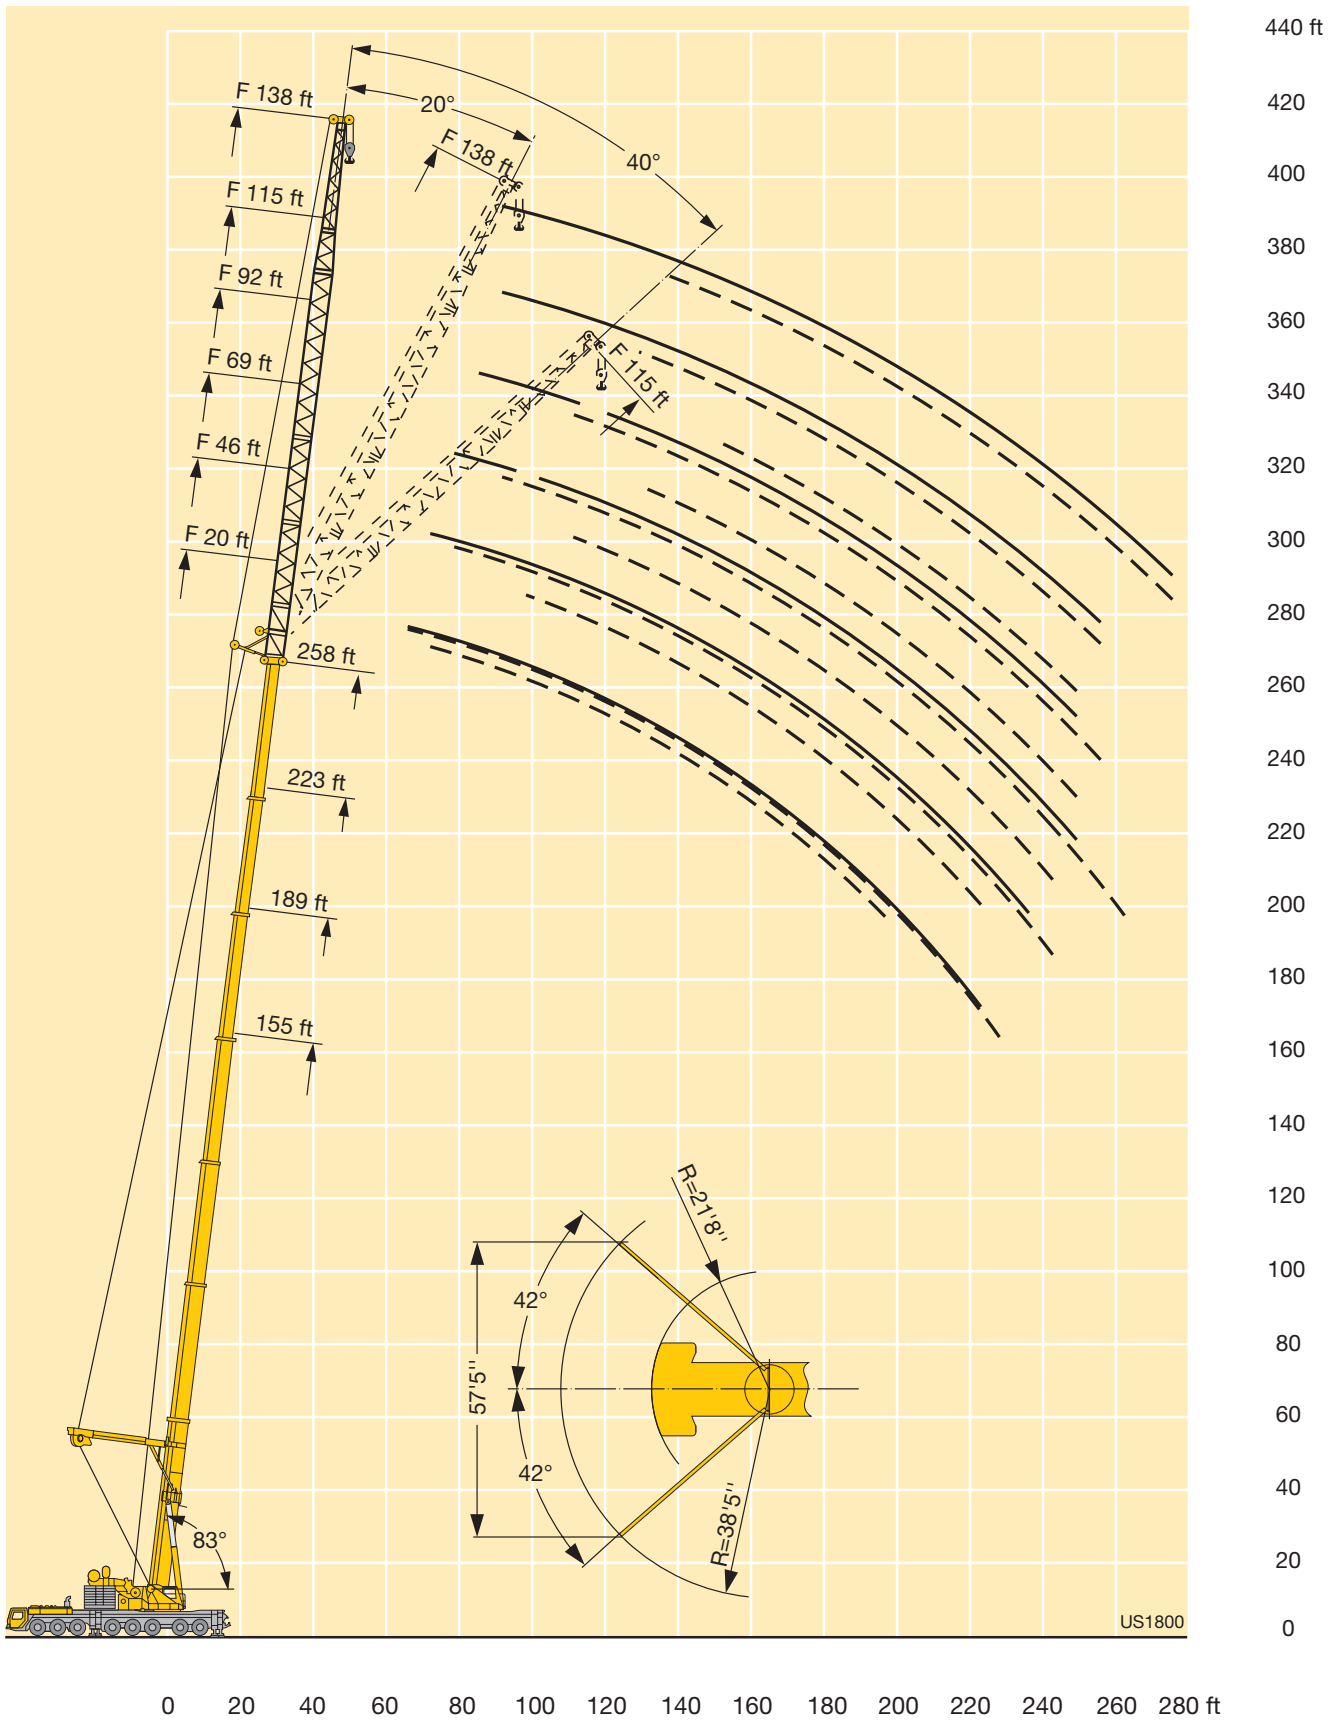 440 ft
420
400
380
360
340
320
300
280
260
240
220
200
180
160
140
120
100
80
60
40
20
0
F 138 ft
F 115 ft
F 92 ft
F 69 ft
F 46 ft
F 20 ft
20°
40°
F 138 ft
F 115 ft
258 ft
223 ft
189 ft
155 ft
83°
R=21'8''
42°
57'5''
42°
R=38'5''
US1800
0 20 40 60 80 100 120 140 160 180 200 220 240 260 280 ft